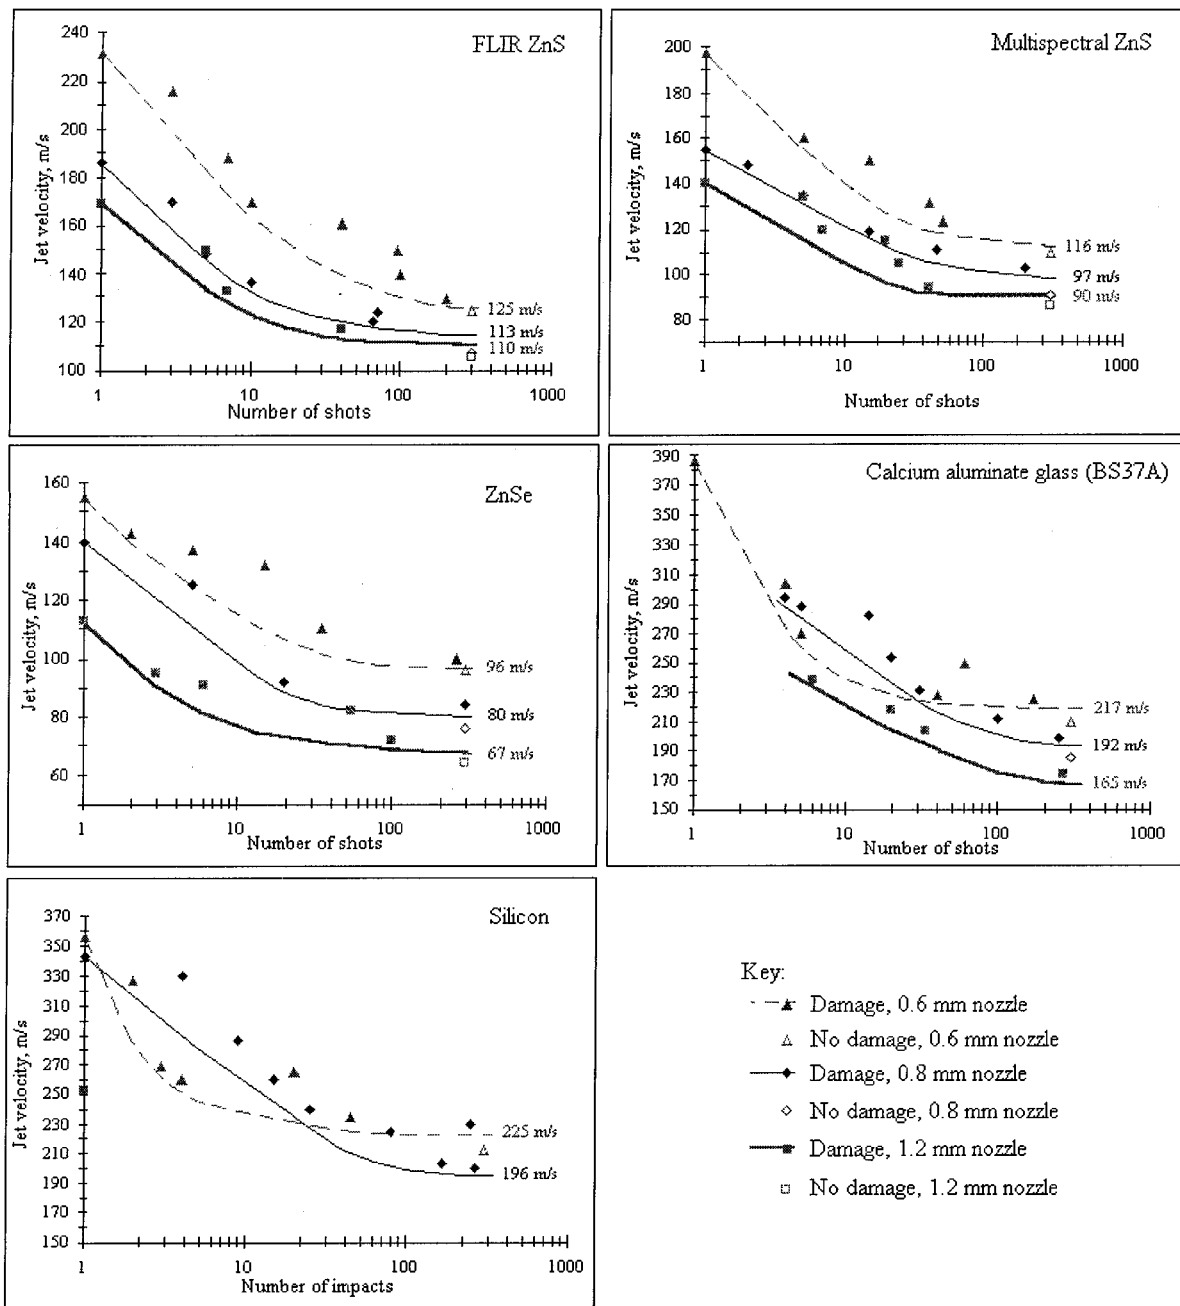 FLIR ZnS
240
220
200
180
160
140
120
100
Jet velocity, m/s
125 m/s
113 m/s
110 m/s
1
10
100
1000
Number of shots
Multispectral ZnS
200
180
160
140
120
100
80
Jet velocity, m/s
116 m/s
97 m/s
90 m/s
1
10
100
1000
Number of shots
ZnSe
160
140
120
100
80
60
Jet velocity, m/s
96 m/s
80 m/s
67 m/s
1
10
100
1000
Number of shots
Calcium aluminate glass (BS37A)
390
370
350
330
310
290
270
250
230
210
190
170
150
Jet velocity, m/s
217 m/s
192 m/s
165 m/s
1
10
100
1000
Number of shots
Silicon
370
350
330
310
290
270
250
230
210
190
170
150
Jet velocity, m/s
225 m/s
196 m/s
1
10
100
1000
Number of impacts
Key:
Damage, 0.6 mm nozzle
No damage, 0.6 mm nozzle
Damage, 0.8 mm nozzle
No damage, 0.8 mm nozzle
Damage, 1.2 mm nozzle
No damage, 1.2 mm nozzle